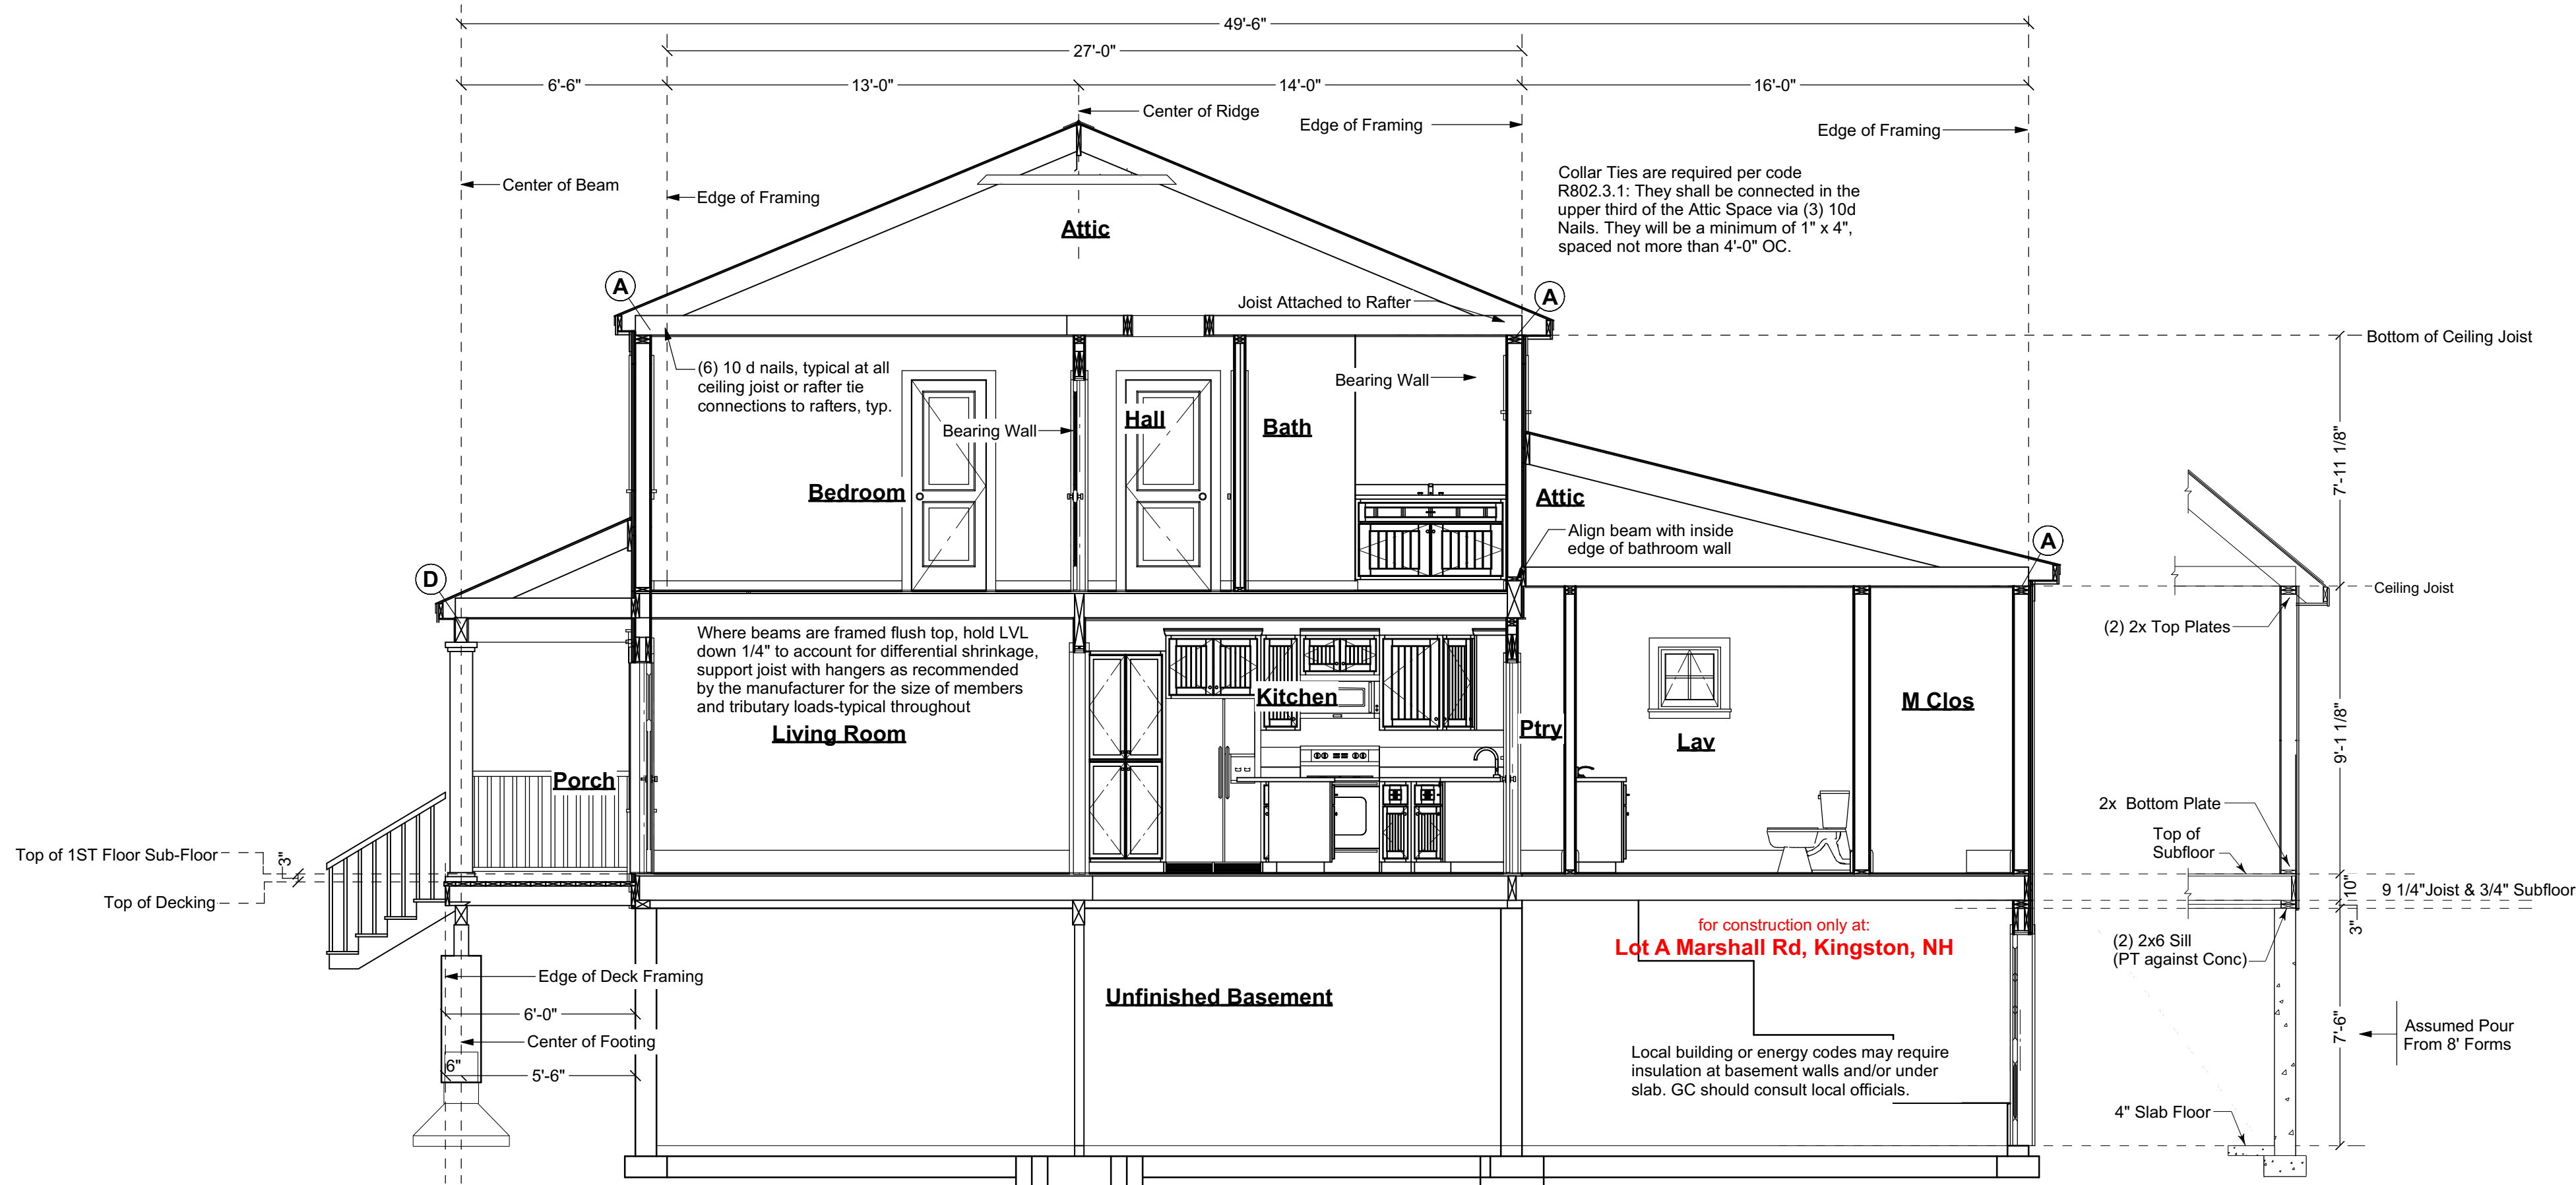 49'-6"
27'-0"
6'-6"
13'-0"
14'-0"
16'-0"
Center of Ridge
Edge of Framing
Edge of Framing
Center of Beam
Edge of Framing
Collar Ties are required per code
R802.3.1: They shall be connected in the
upper third of the Attic Space via (3) 10d
Nails. They will be a minimum of 1" x 4",
spaced not more than 4'-0" OC.
Attic
A
A
Joist Attached to Rafter
Bottom of Ceiling Joist
(6) 10 d nails, typical at all
ceiling joist or rafter tie
connections to rafters, typ.
Bearing Wall
Bearing Wall
Hall
Bath
Bedroom
7'-11 1/8"
Attic
Align beam with inside
edge of bathroom wall
A
D
Ceiling Joist
(2) 2x Top Plates
Where beams are framed flush top, hold LVL
down 1/4" to account for differential shrinkage,
support joist with hangers as recommended
by the manufacturer for the size of members
and tributary loads-typical throughout
Living Room
Kitchen
Ptry
Lav
M Clos
9'-1 1/8"
Porch
2x Bottom Plate
Top of
Subfloor
Top of 1ST Floor Sub-Floor
3"
Top of Decking
10"
9 1/4"Joist & 3/4" Subfloor
3"
for construction only at:
Lot A Marshall Rd, Kingston, NH
(2) 2x6 Sill
(PT against Conc)
Edge of Deck Framing
Unfinished Basement
6'-0"
Center of Footing
6"
5'-6"
7'-6"
Assumed Pour
From 8' Forms
Local building or energy codes may require
insulation at basement walls and/or under
slab. GC should consult local officials.
4" Slab Floor